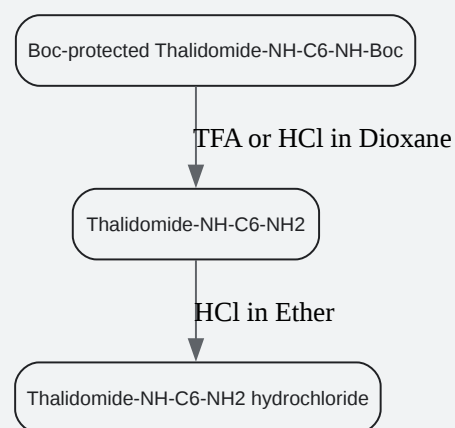 Boc-protected Thalidomide-NH-C6-NH-Boc
TFA or HCl in Dioxane
Thalidomide-NH-C6-NH2
HCl in Ether
Thalidomide-NH-C6-NH2 hydrochloride